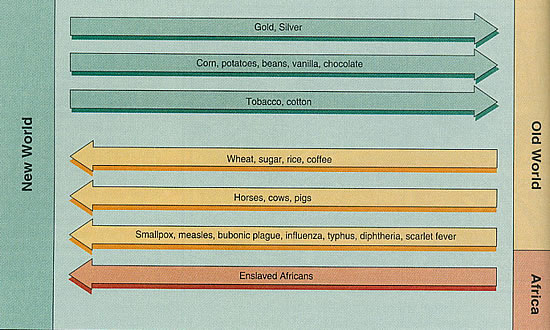 Gold, Silver
Corn, potatoes, beans, vanilla, chocolate
Tobacco, cotton
New World
Old World
Wheat, sugar, rice, coffee
Horses, cows, pigs
Smallpox, measles, bubonic plague, influenza, typhus, diphtheria, scarlet fever
Enslaved Africans
Africa